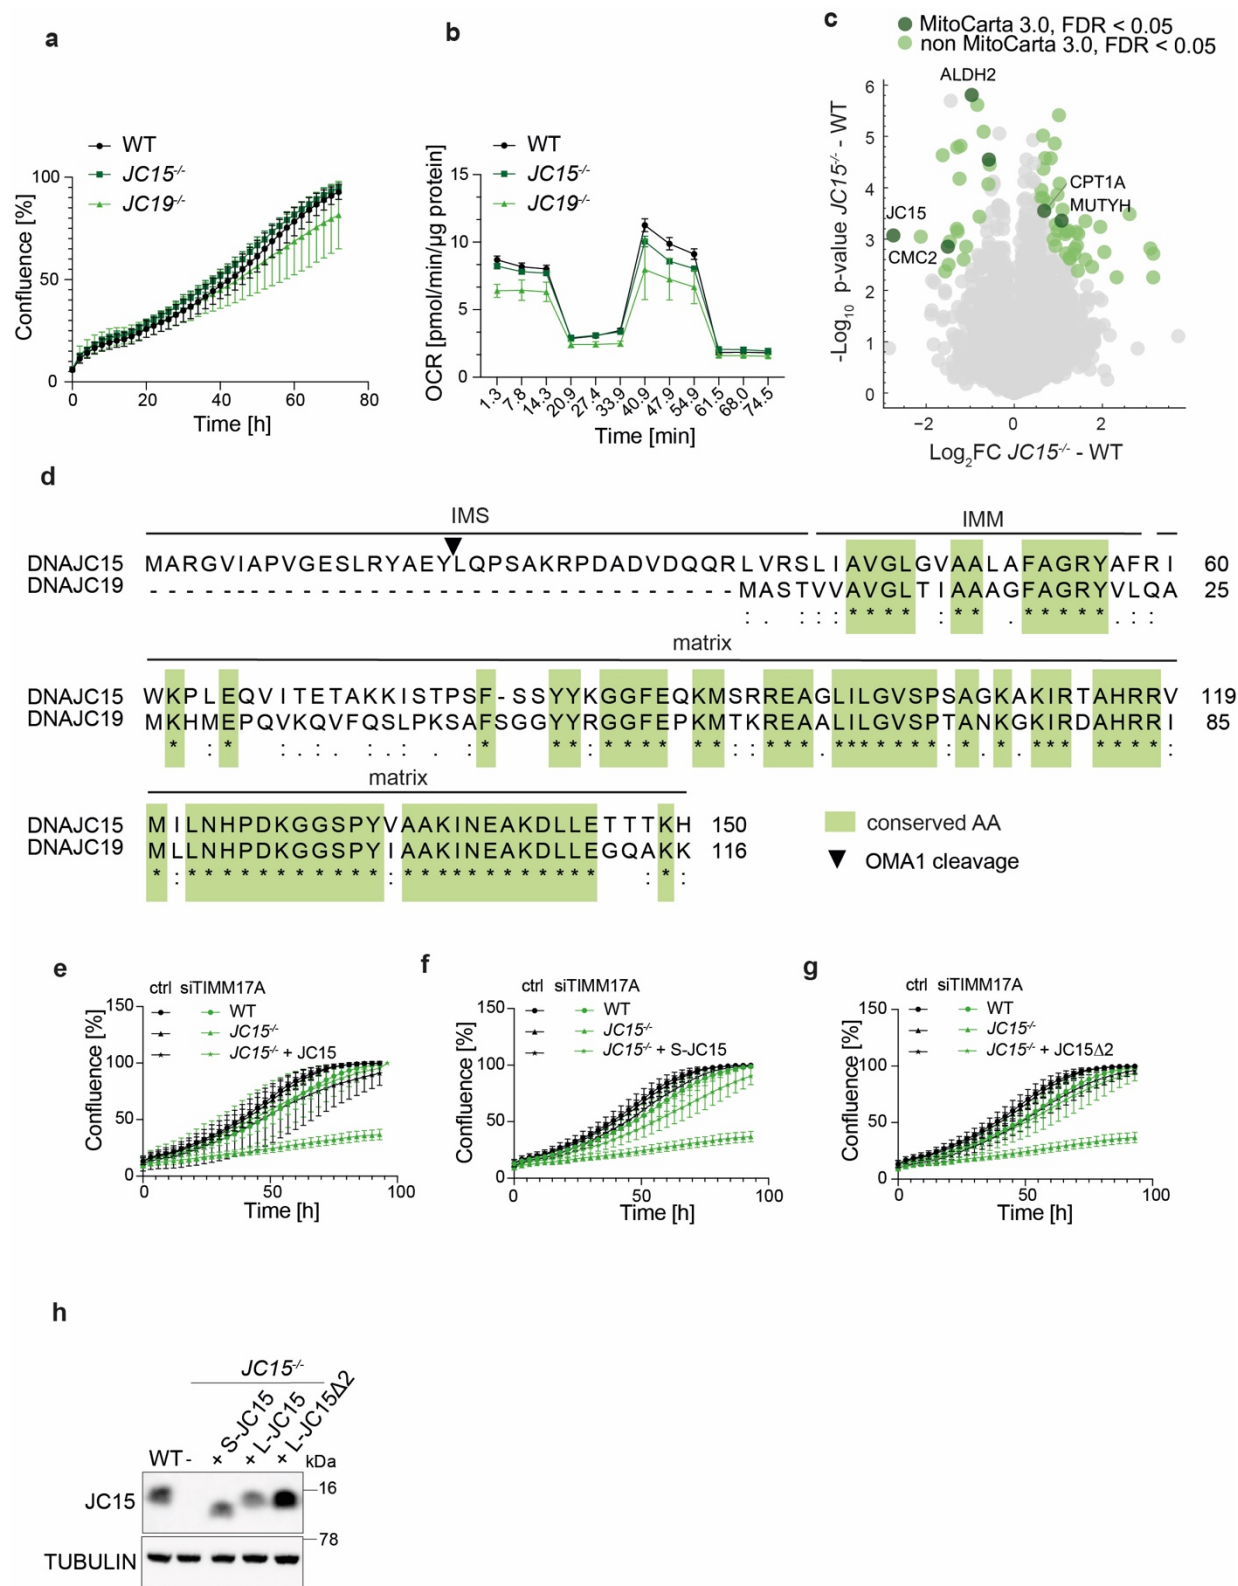 a
WT
JC15-/-
JC19-/-
Confluence [%]
100
50
0
0 20 40 60 80
Time [h]
b
WT
JC15-/-
JC19-/-
OCR [pmol/min/µg protein]
15
10
5
0
1.3 7.8 14.3 20.9 27.4 33.9 40.9 47.9 54.9 61.5 68.0 74.5
Time [min]
c
MitoCarta 3.0, FDR < 0.05
non MitoCarta 3.0, FDR < 0.05
-Log10 p-value JC15-/- - WT
6
5
4
3
2
1
0
ALDH2
CPT1A
MUTYH
JC15
CMC2
−2 0 2
Log2FC JC15-/- - WT
d
IMS IMM
DNAJC15 MARGVIAPVGESLRYAEYLQPSAKRPDADVDQQRLVRSLIAVGLGVAALAFAGRYAFRI 60
DNAJC19 - - - - - - - - - - - - - - - - - - - - - - - - - - - - - - - - - - MASTVVAVGLTIAAAGFAGRYVLQA 25
: . . : : : * * * * . * * . * * * * * . : :
matrix
DNAJC15 WKPLEQVITETAKKISTPSF-SSYYKGGFEQKMSRREAGLILGVSPSAGKAKIRTAHRRV 119
DNAJC19 MKHMEPQVKQVFQSLPKSAFSGGYYRGGFEPKMTKREAALILGVSPTANKGKIRDAHRRI 85
* : * : . : . : . . : * * * : * * * * * * : : * * * . * * * * * * : * . * . * * * * * * * :
matrix
DNAJC15 MILNHPDKGGSPYVAAKINEAKDLLETTTKH 150
DNAJC19 MLLNHPDKGGSPYIAAKINEAKDLLEGQAKK 116
* : * * * * * * * * * * * : * * * * * * * * * * * * : * :
conserved AA
OMA1 cleavage
e
ctrl siTIMM17A
WT
JC15-/-
JC15-/- + JC15
Confluence [%]
150
100
50
0
0 50 100
Time [h]
f
ctrl siTIMM17A
WT
JC15-/-
JC15-/- + S-JC15
Confluence [%]
150
100
50
0
0 50 100
Time [h]
g
ctrl siTIMM17A
WT
JC15-/-
JC15-/- + JC15Δ2
Confluence [%]
150
100
50
0
0 50 100
Time [h]
h
JC15-/-
WT - + S-JC15 + L-JC15 + L-JC15Δ2 kDa
JC15 16
78
TUBULIN